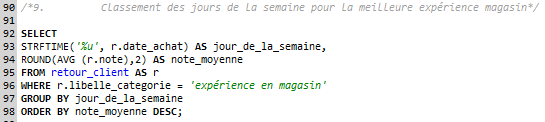 90 /*9. Classement des jours de la semaine pour la meilleure expérience magasin*/
91
92 SELECT
93 STRFTIME('%u', r.date_achat) AS jour_de_la_semaine,
94 ROUND(AVG (r.note),2) AS note_moyenne
95 FROM retour_client AS r
96 WHERE r.libelle_categorie = 'expérience en magasin'
97 GROUP BY jour_de_la_semaine
98 ORDER BY note_moyenne DESC;